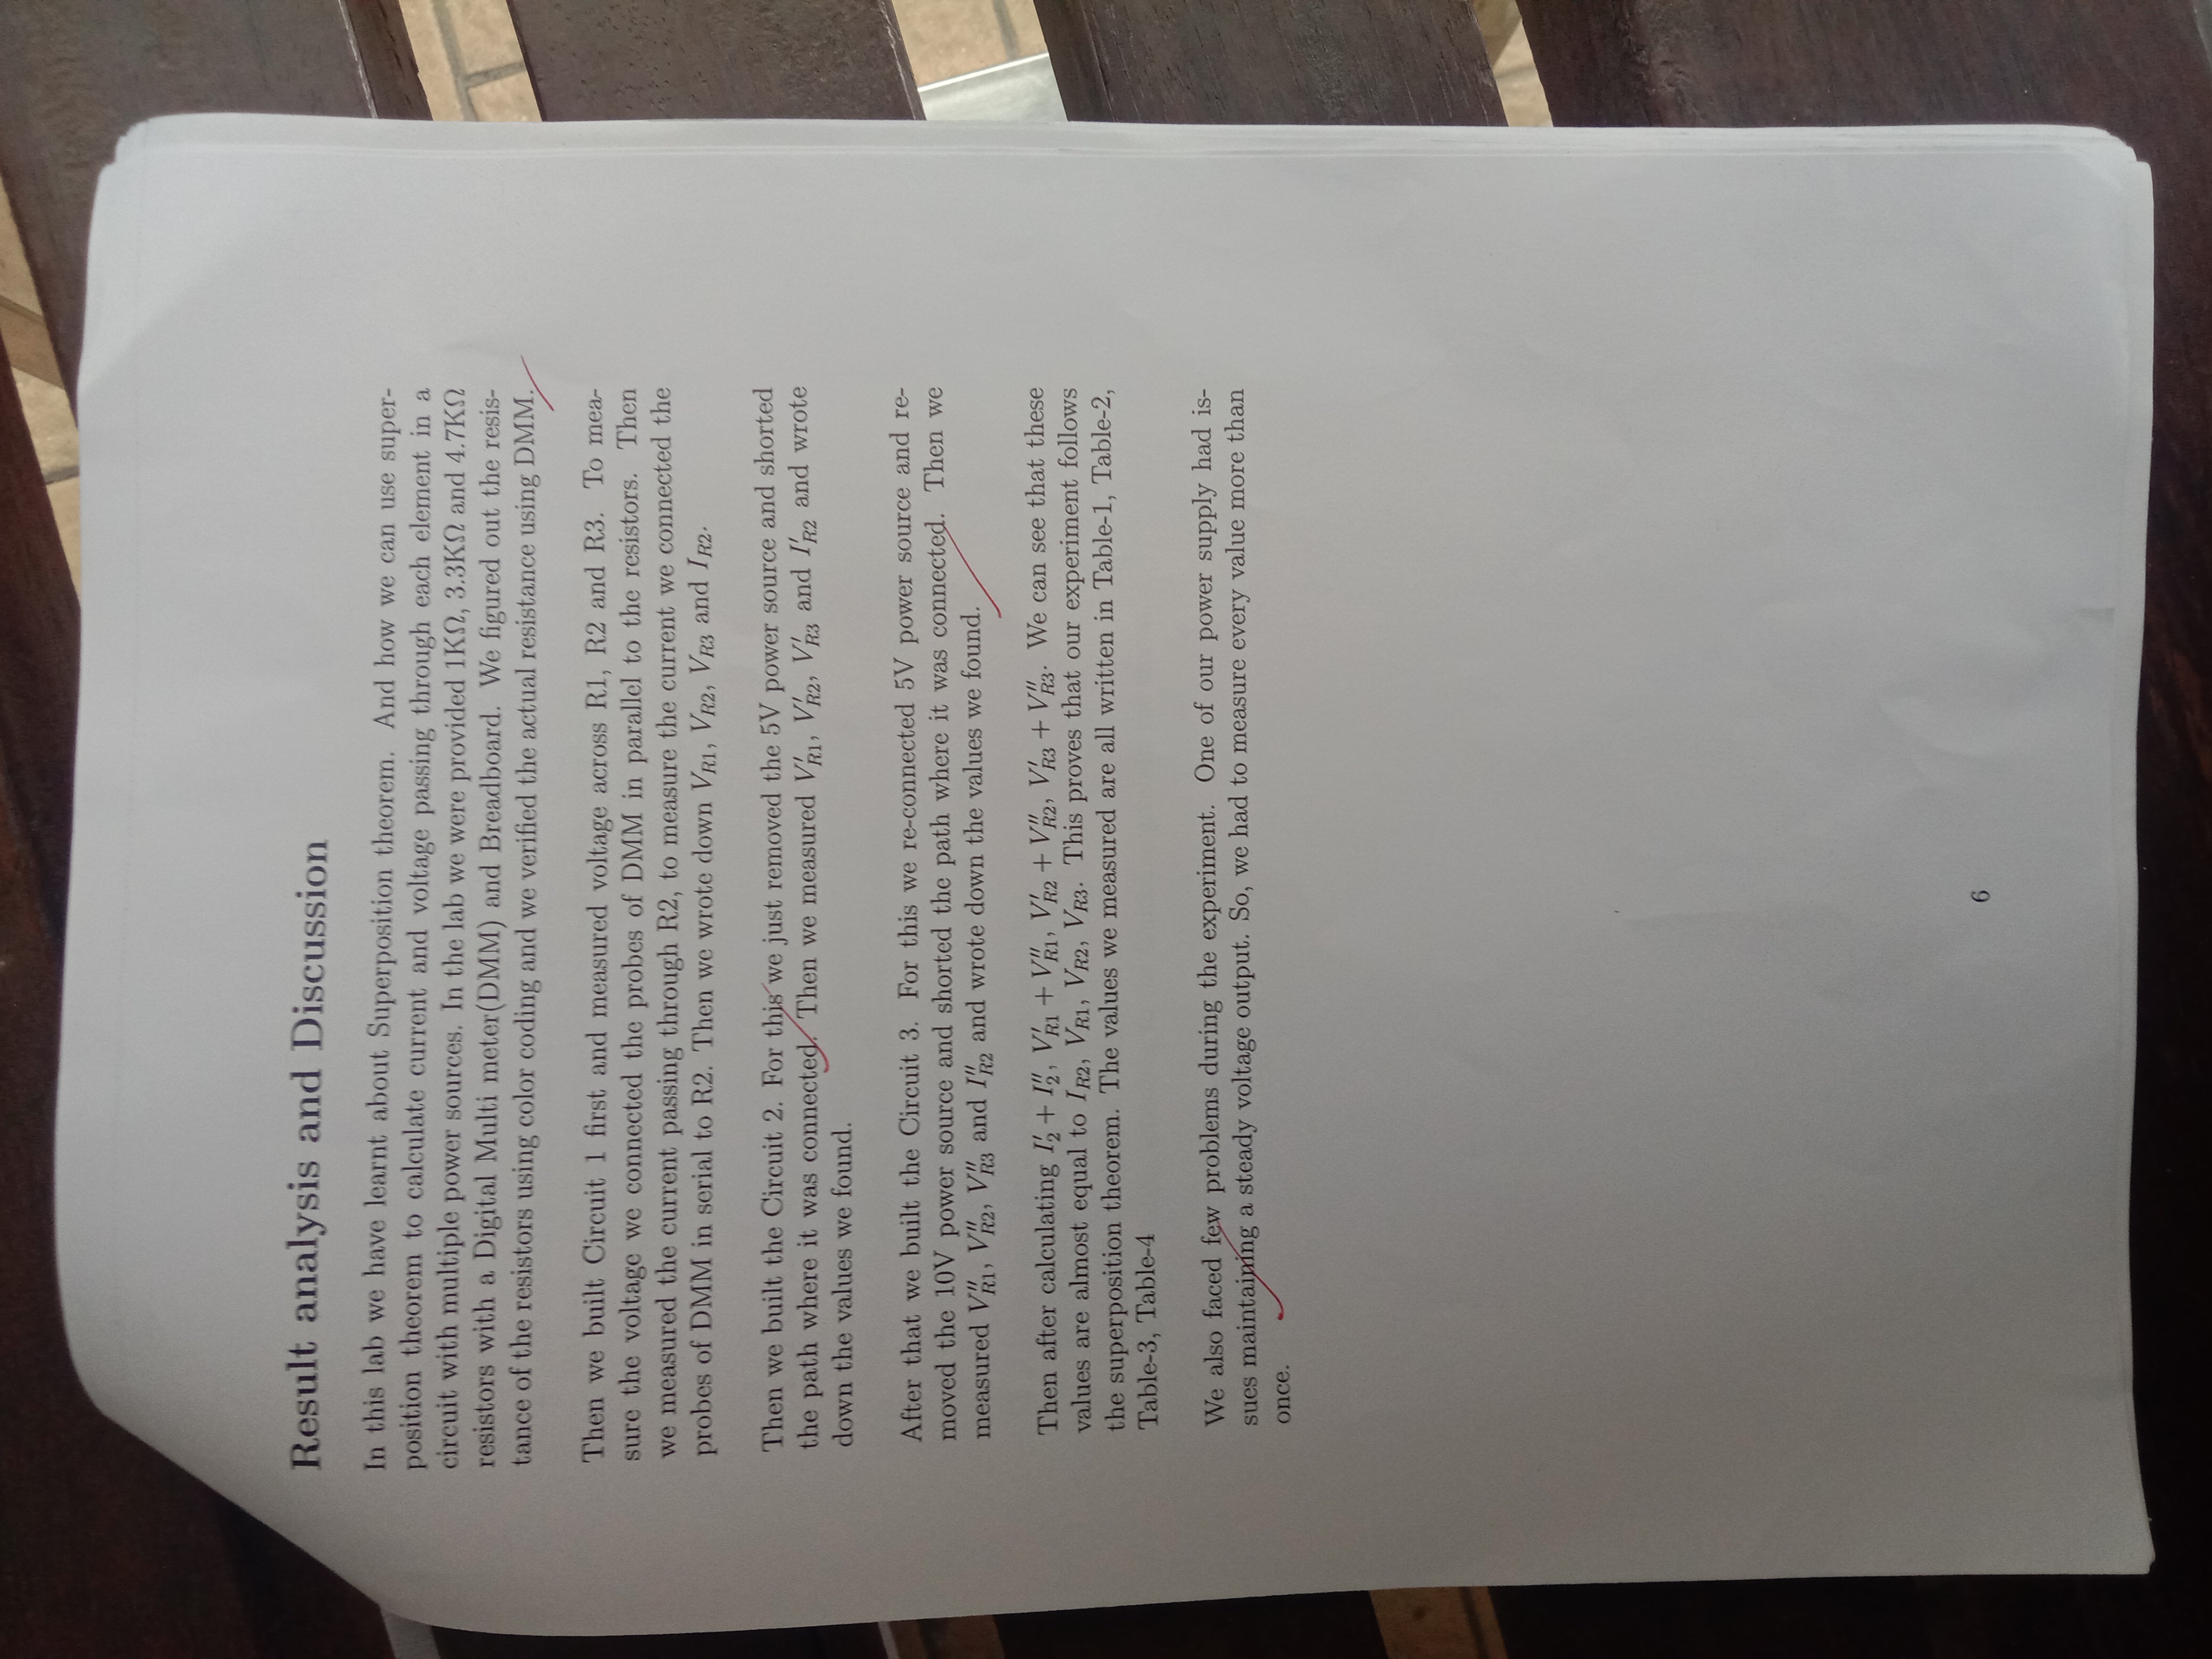 Result analysis and Discussion
In this lab we have learnt about Superposition theorem. And how we can use super-
position theorem to calculate current and voltage passing through each element in a
circuit with multiple power sources. In the lab we were provided 1KΩ, 3.3KΩ and 4.7KΩ
resistors with a Digital Multi meter(DMM) and Breadboard. We figured out the resis-
tance of the resistors using color coding and we verified the actual resistance using DMM.
Then we built Circuit 1 first and measured voltage across R1, R2 and R3. To mea-
sure the voltage we connected the probes of DMM in parallel to the resistors. Then
we measured the current passing through R2, to measure the current we connected the
probes of DMM in serial to R2. Then we wrote down V_{R1}, V_{R2}, V_{R3} and I_{R2}.
Then we built the Circuit 2. For this we just removed the 5V power source and shorted
the path where it was connected. Then we measured V'_{R1}, V'_{R2}, V'_{R3} and I'_{R2} and wrote
down the values we found.
After that we built the Circuit 3. For this we re-connected 5V power source and re-
moved the 10V power source and shorted the path where it was connected. Then we
measured V''_{R1}, V''_{R2}, V''_{R3} and I''_{R2} and wrote down the values we found.
Then after calculating I'_2 + I''_2, V'_{R1} + V''_{R1}, V'_{R2} + V''_{R2}, V'_{R3} + V''_{R3}. We can see that these
values are almost equal to I_{R2}, V_{R1}, V_{R2}, V_{R3}. This proves that our experiment follows
the superposition theorem. The values we measured are all written in Table-1, Table-2,
Table-3, Table-4
We also faced few problems during the experiment. One of our power supply had is-
sues maintaining a steady voltage output. So, we had to measure every value more than
once.
6